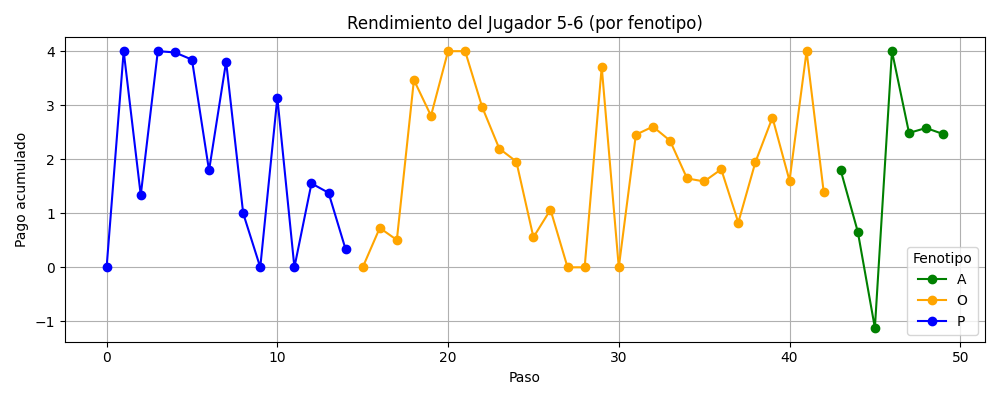 Rendimiento del Jugador 5-6 (por fenotipo)
Pago acumulado
4
3
2
1
0
−1
0 10 20 30 40 50
Paso
Fenotipo
A
O
P